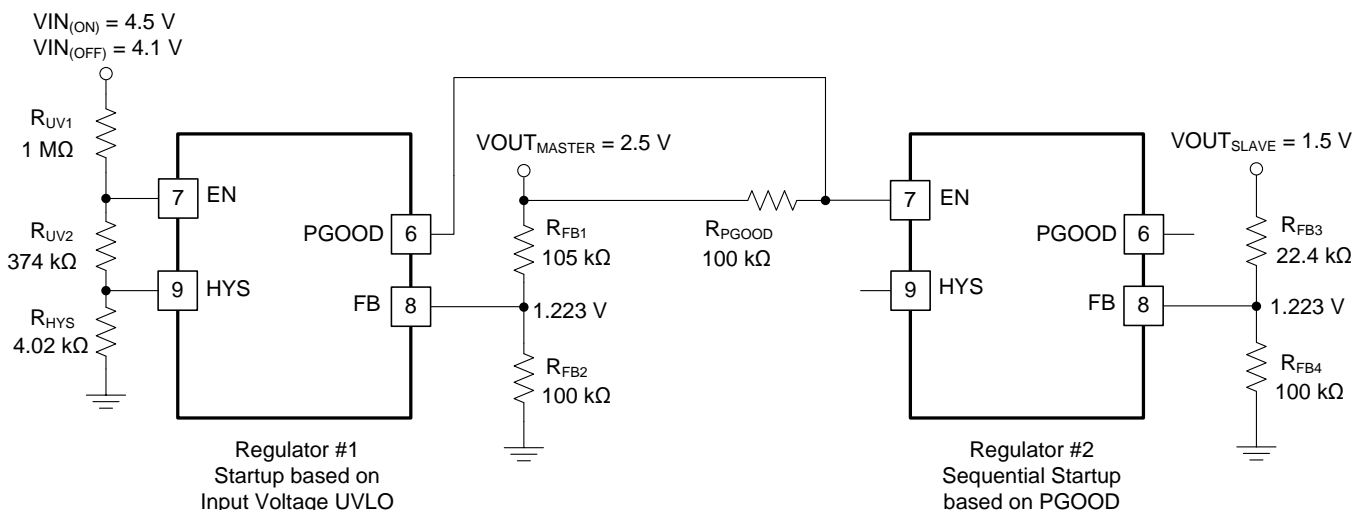 VIN(ON) = 4.5 V
VIN(OFF) = 4.1 V
RUV1
1 MΩ
7
EN
RUV2
374 kΩ
9
HYS
RHYS
4.02 kΩ
PGOOD
6
FB
8
Regulator #1
Startup based on
Input Voltage UVLO
VOUTMASTER = 2.5 V
RFB1
105 kΩ
1.223 V
RFB2
100 kΩ
RPGOOD
100 kΩ
7
EN
9
HYS
PGOOD
6
FB
8
Regulator #2
Sequential Startup
based on PGOOD
VOUTSLAVE = 1.5 V
RFB3
22.4 kΩ
1.223 V
RFB4
100 kΩ